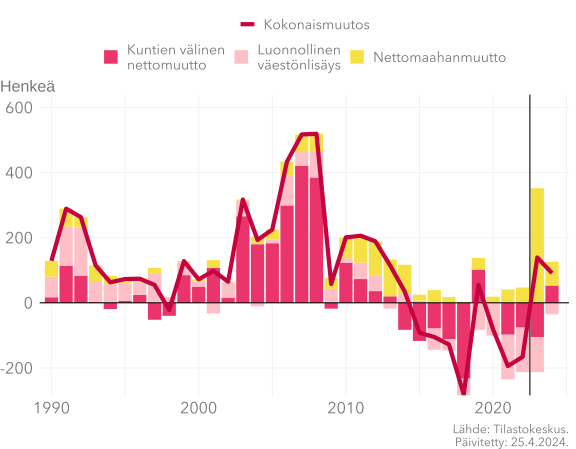 Kokonaismuutos
Kuntien välinen
nettomuutto
Luonnollinen
väestönlisäys
Nettomaahanmuutto
Henkeä
600
400
200
0
-200
1990
2000
2010
2020
Lähde: Tilastokeskus.
Päivitetty: 25.4.2024.